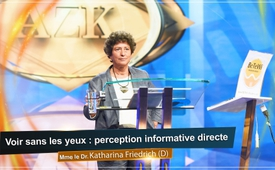 AZK
Voir sans les yeux : perception informative directe
Mme le Dr. Katharina Friedrich (D)